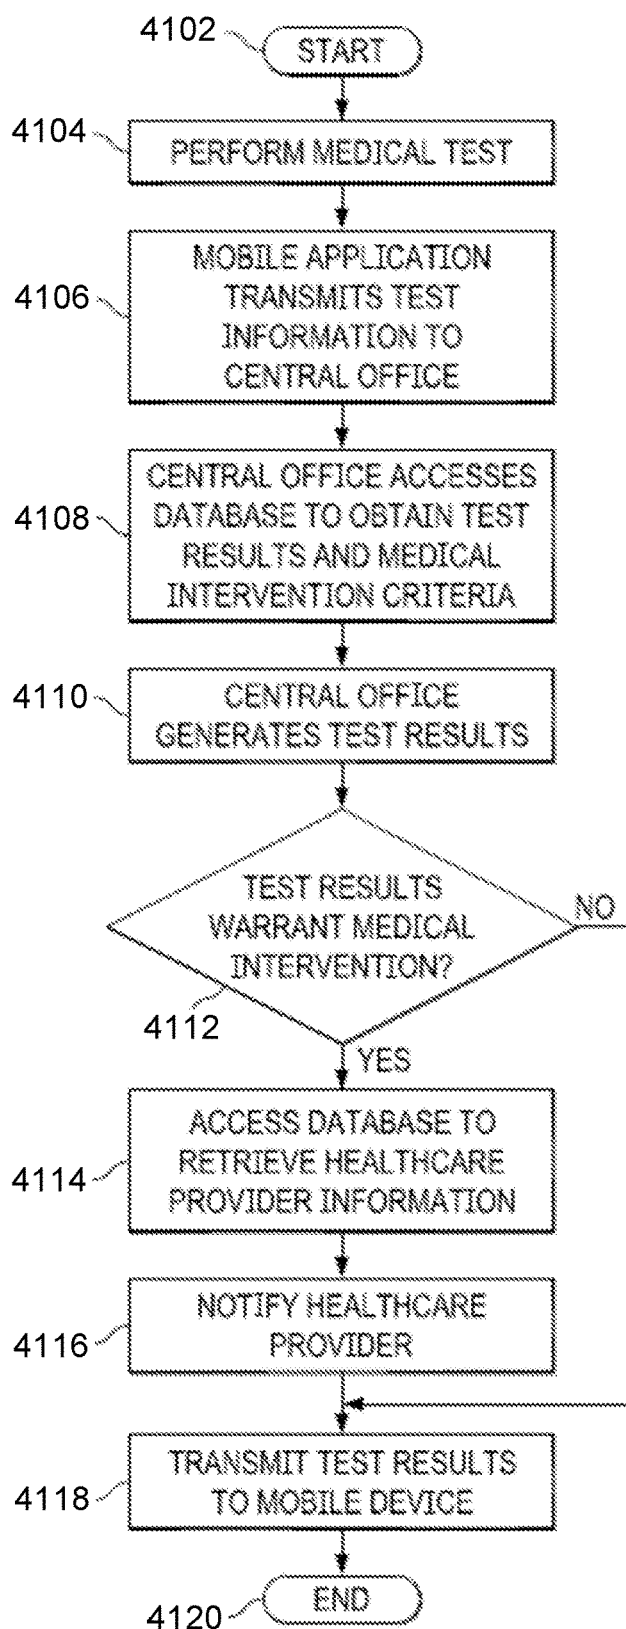 4102
START
4104
PERFORM MEDICAL TEST
4106
MOBILE APPLICATION
TRANSMITS TEST
INFORMATION TO
CENTRAL OFFICE
4108
CENTRAL OFFICE ACCESSES
DATABASE TO OBTAIN TEST
RESULTS AND MEDICAL
INTERVENTION CRITERIA
4110
CENTRAL OFFICE
GENERATES TEST RESULTS
TEST RESULTS
WARRANT MEDICAL
INTERVENTION?
NO
4112
YES
4114
ACCESS DATABASE TO
RETRIEVE HEALTHCARE
PROVIDER INFORMATION
4116
NOTIFY HEALTHCARE
PROVIDER
4118
TRANSMIT TEST RESULTS
TO MOBILE DEVICE
END
4120